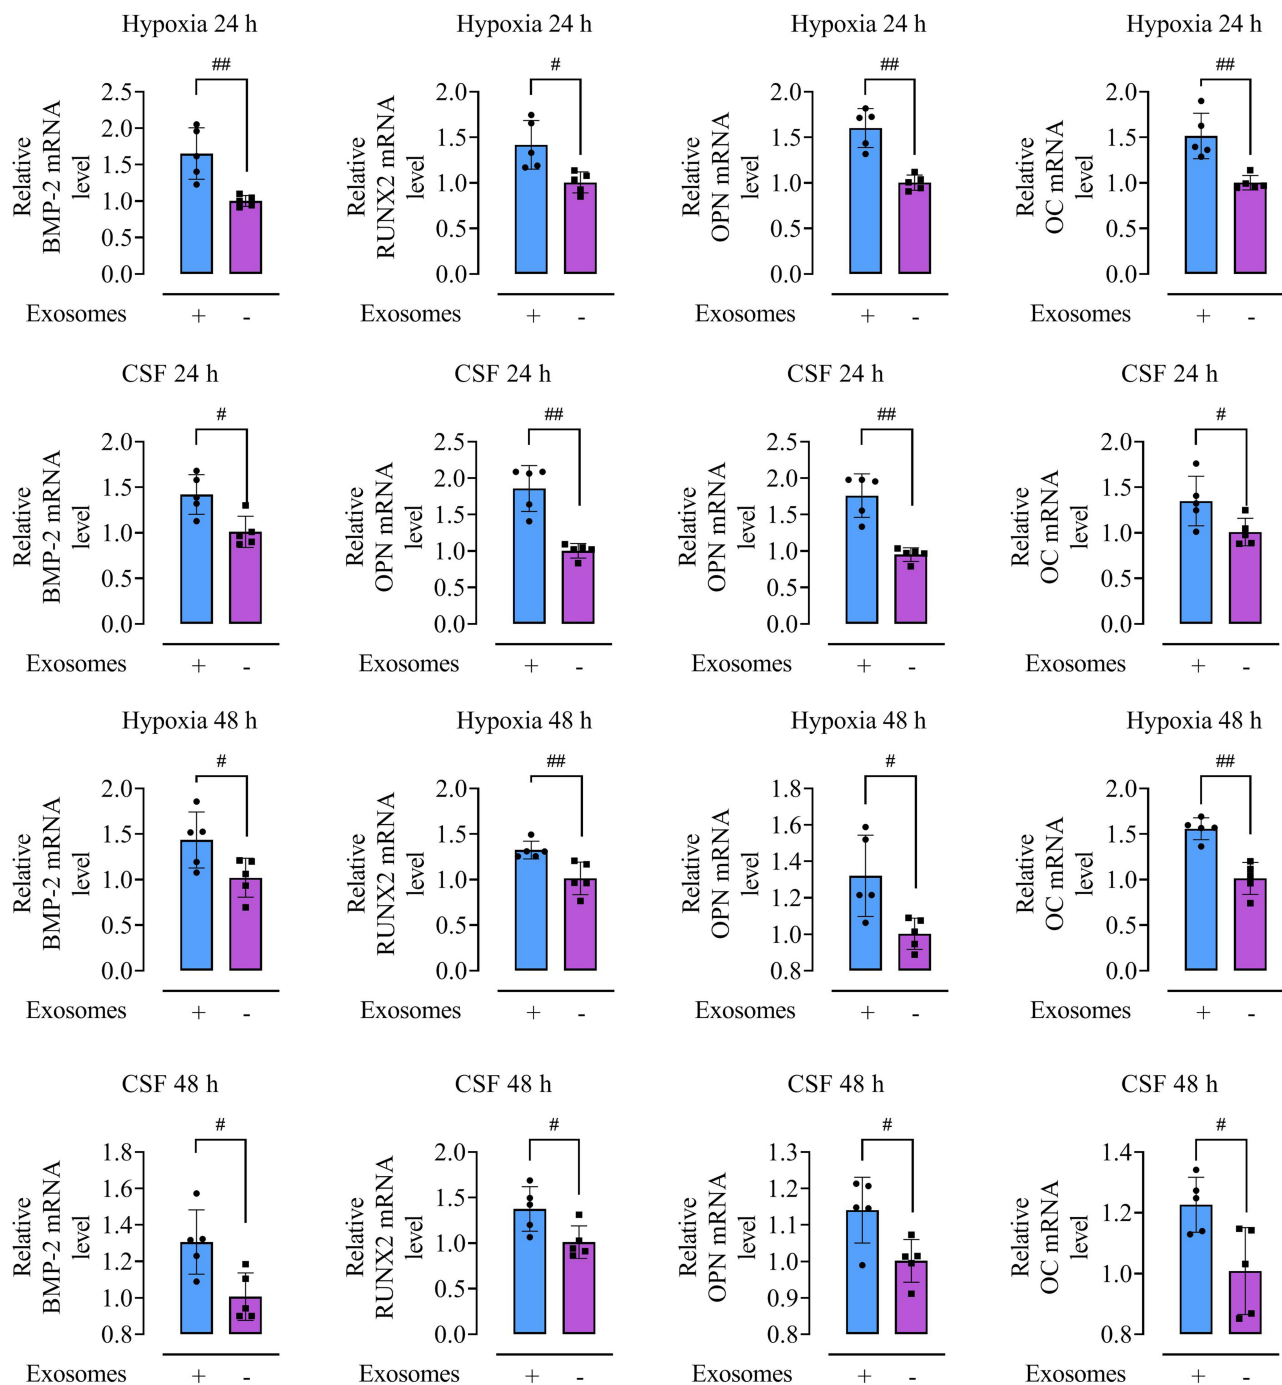 Hypoxia 24 h
##
Relative
BMP-2 mRNA
level
2.5
2.0
1.5
1.0
0.5
0.0
Exosomes + -
Hypoxia 24 h
#
Relative
RUNX2 mRNA
level
2.0
1.5
1.0
0.5
0.0
Exosomes + -
Hypoxia 24 h
##
Relative
OPN mRNA
level
2.0
1.5
1.0
0.5
0.0
Exosomes + -
Hypoxia 24 h
##
Relative
OC mRNA
level
2.0
1.5
1.0
0.5
0.0
Exosomes + -
CSF 24 h
#
Relative
BMP-2 mRNA
level
2.0
1.5
1.0
0.5
0.0
Exosomes + -
CSF 24 h
##
Relative
OPN mRNA
level
2.5
2.0
1.5
1.0
0.5
0.0
Exosomes + -
CSF 24 h
##
Relative
OPN mRNA
level
2.5
2.0
1.5
1.0
0.5
0.0
Exosomes + -
CSF 24 h
#
Relative
OC mRNA
level
2.0
1.5
1.0
0.5
0.0
Exosomes + -
Hypoxia 48 h
#
Relative
BMP-2 mRNA
level
2.0
1.5
1.0
0.5
0.0
Exosomes + -
Hypoxia 48 h
##
Relative
RUNX2 mRNA
level
2.0
1.5
1.0
0.5
0.0
Exosomes + -
Hypoxia 48 h
#
Relative
OPN mRNA
level
1.8
1.6
1.4
1.2
1.0
0.8
Exosomes + -
Hypoxia 48 h
##
Relative
OC mRNA
level
2.0
1.5
1.0
0.5
0.0
Exosomes + -
CSF 48 h
#
Relative
BMP-2 mRNA
level
1.8
1.6
1.4
1.2
1.0
0.8
Exosomes + -
CSF 48 h
#
Relative
RUNX2 mRNA
level
2.0
1.5
1.0
0.5
0.0
Exosomes + -
CSF 48 h
#
Relative
OPN mRNA
level
1.3
1.2
1.1
1.0
0.9
0.8
Exosomes + -
CSF 48 h
#
Relative
OC mRNA
level
1.4
1.2
1.0
0.8
Exosomes + -